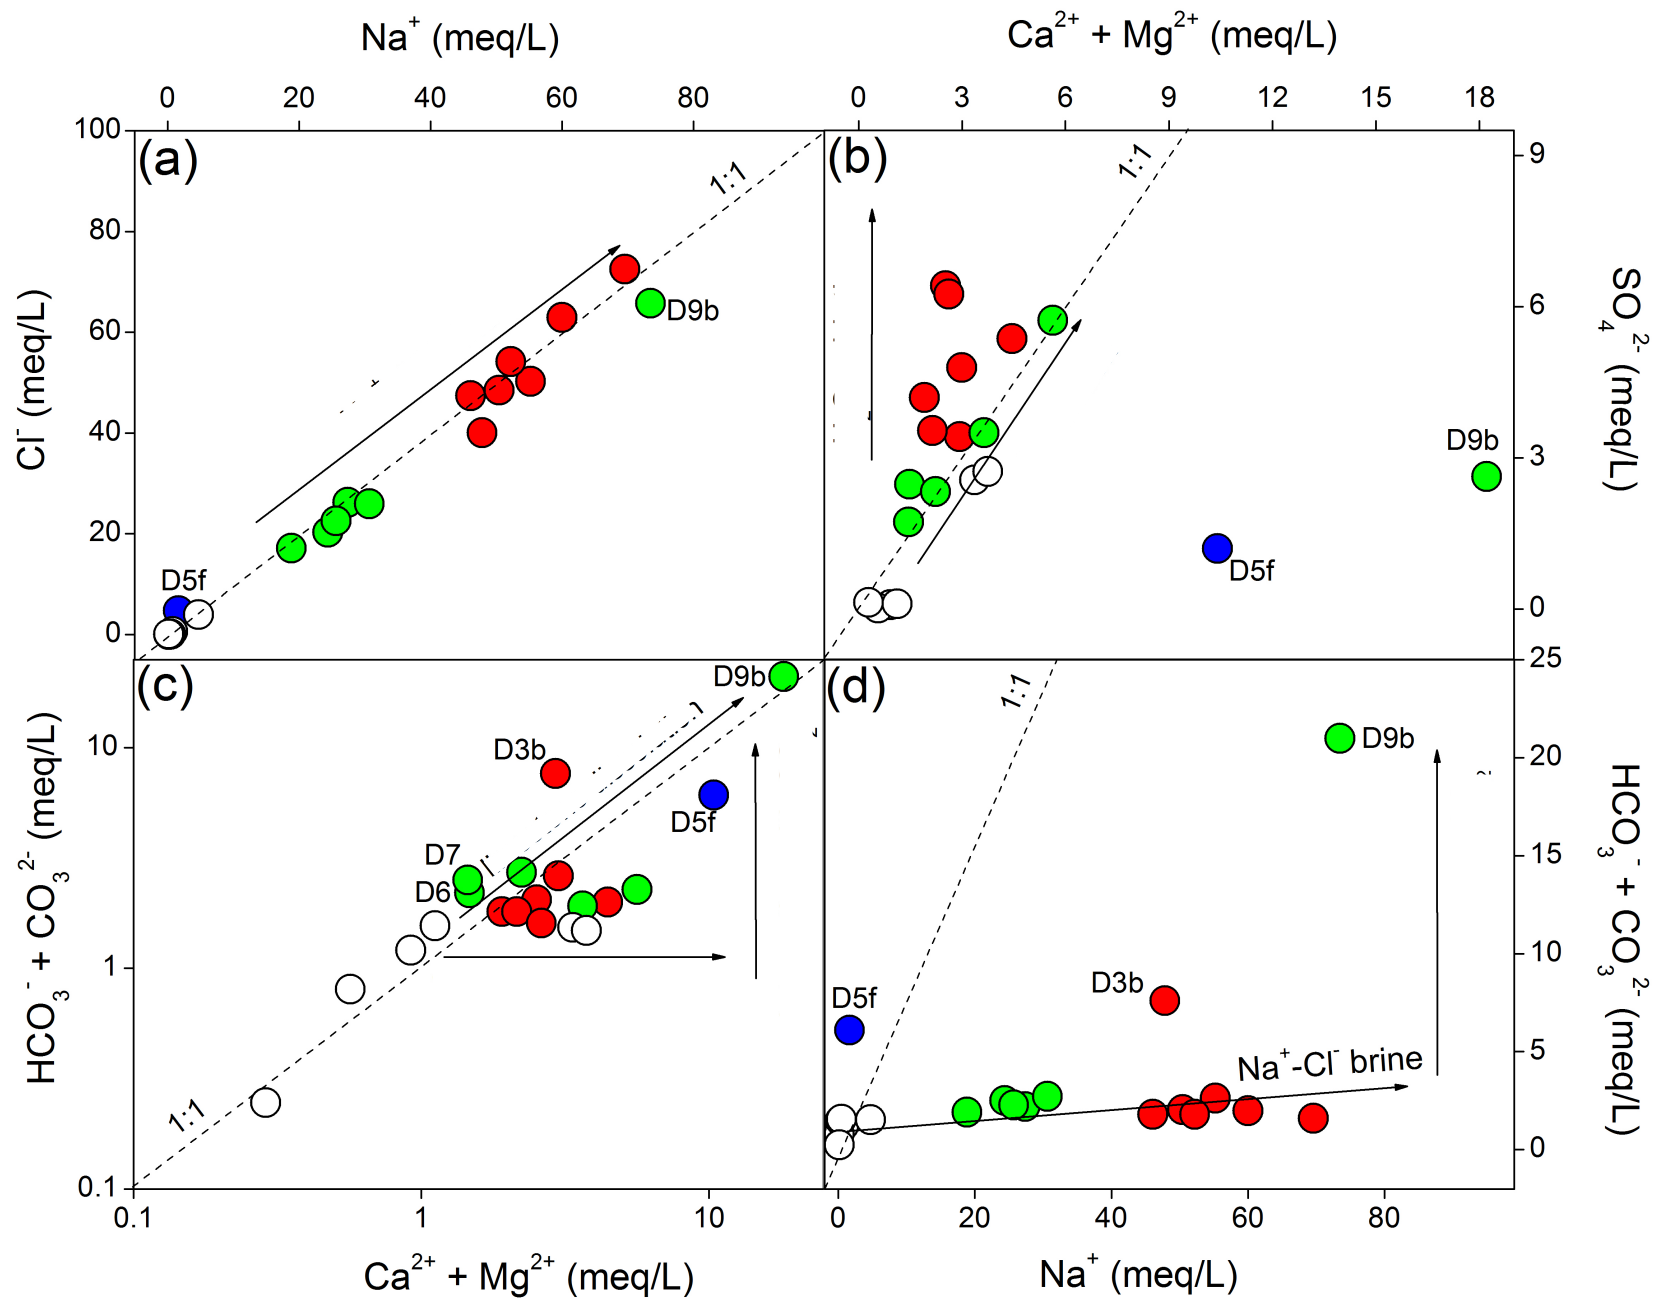 Na⁺ (meq/L)
Ca²⁺ + Mg²⁺ (meq/L)
0 20 40 60 80
0 3 6 9 12 15 18
100
80
60
40
20
0
Cl⁻ (meq/L)
(a)
1:1
D9b
D5f
(b)
1:1
D9b
D5f
9
6
3
0
SO₄²⁻ (meq/L)
(c)
D9b
D3b
D5f
D7
D6
1:1
10
1
0.1
HCO₃⁻ + CO₃²⁻ (meq/L)
0.1 1 10
Ca²⁺ + Mg²⁺ (meq/L)
(d)
1:1
D9b
D3b
D5f
Na⁺-Cl⁻ brine
25
20
15
10
5
0
HCO₃⁻ + CO₃²⁻ (meq/L)
0 20 40 60 80
Na⁺ (meq/L)